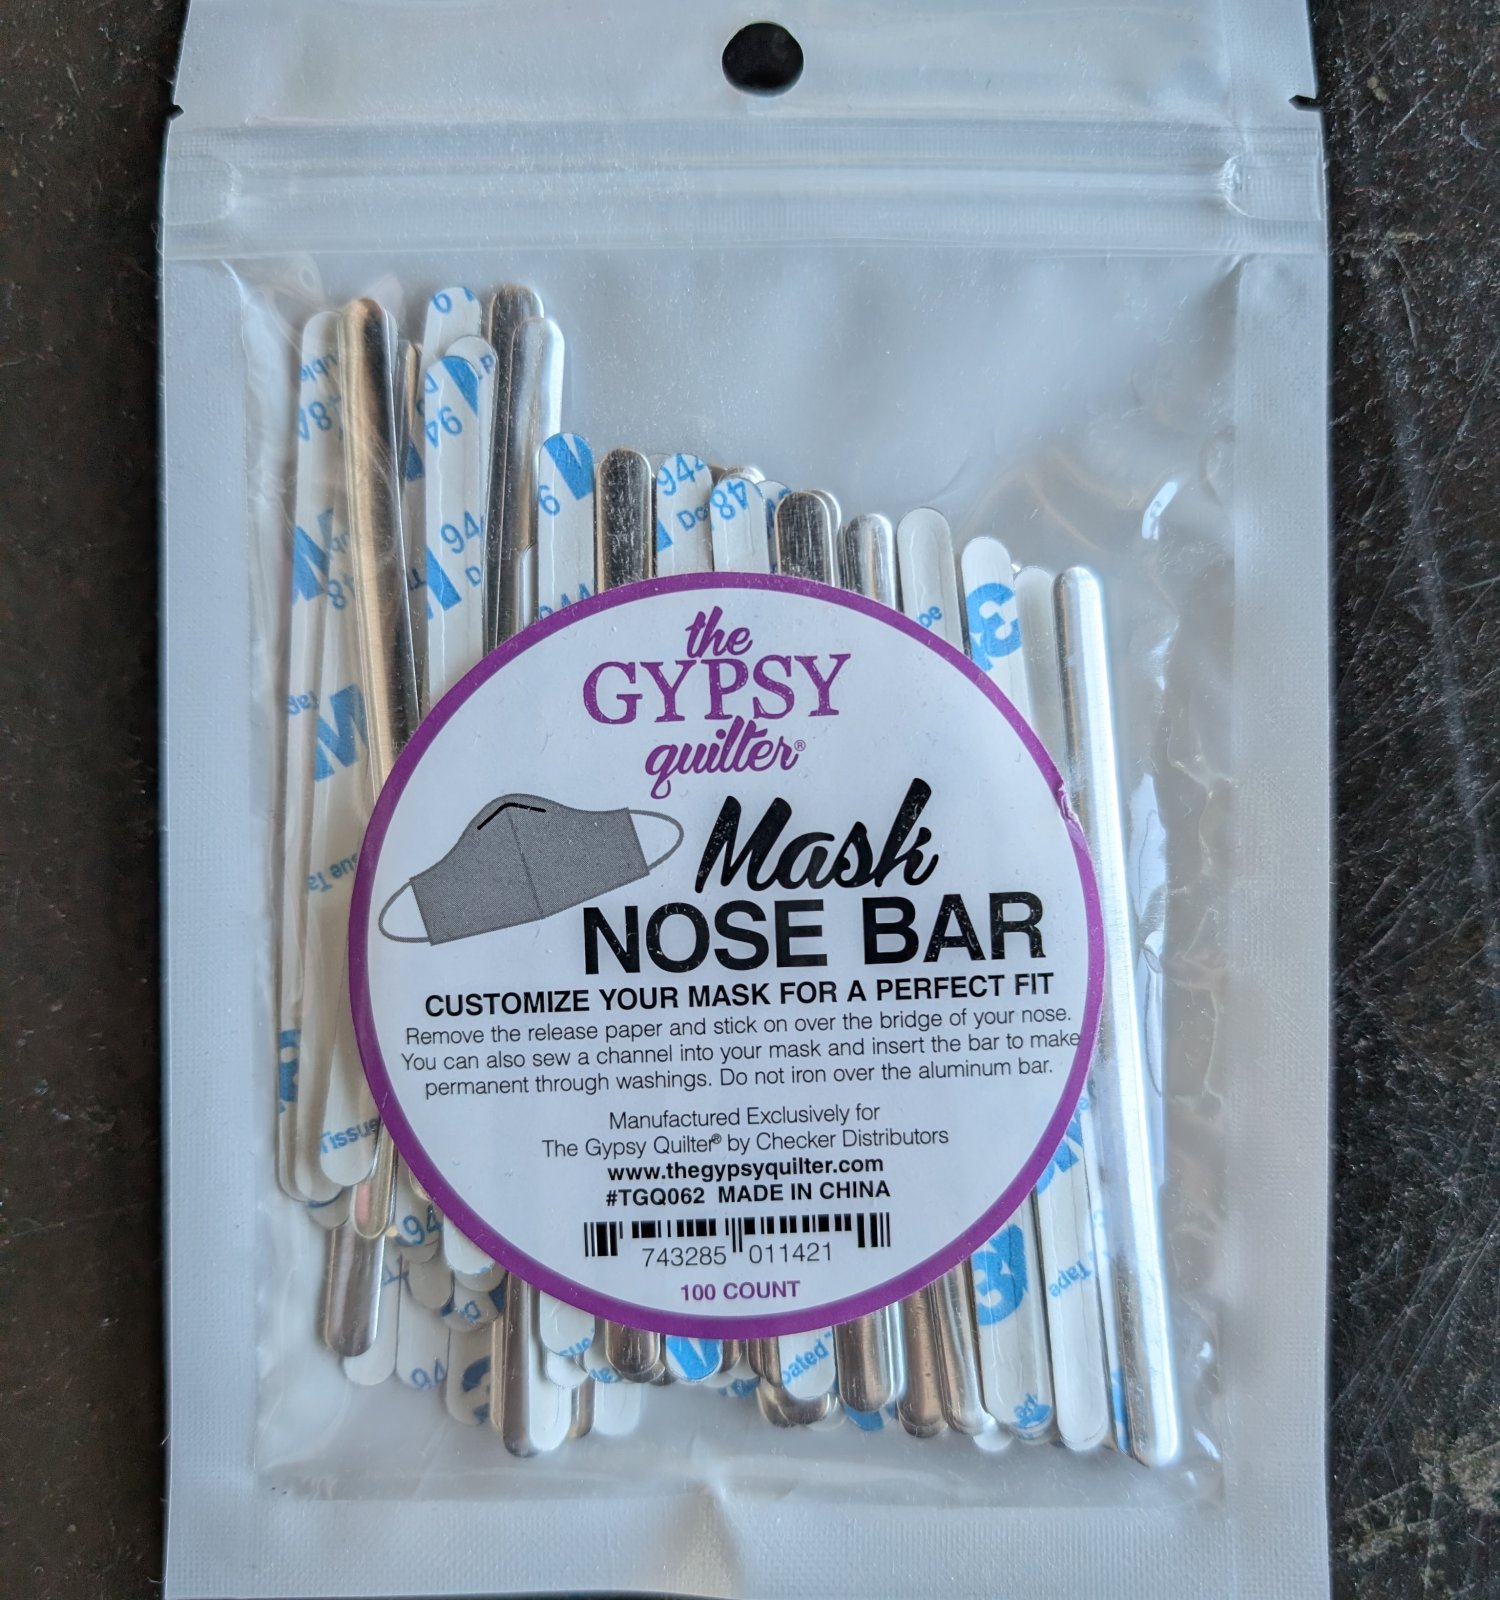 the
GYPSY
quilter®
Mask
NOSE BAR
CUSTOMIZE YOUR MASK FOR A PERFECT FIT
Remove the release paper and stick on over the bridge of your nose.
You can also sew a channel into your mask and insert the bar to make
permanent through washings. Do not iron over the aluminum bar.
Manufactured Exclusively for
The Gypsy Quilter® by Checker Distributors
www.thegypsyquilter.com
#TGQ062 MADE IN CHINA
743285 011421
100 COUNT